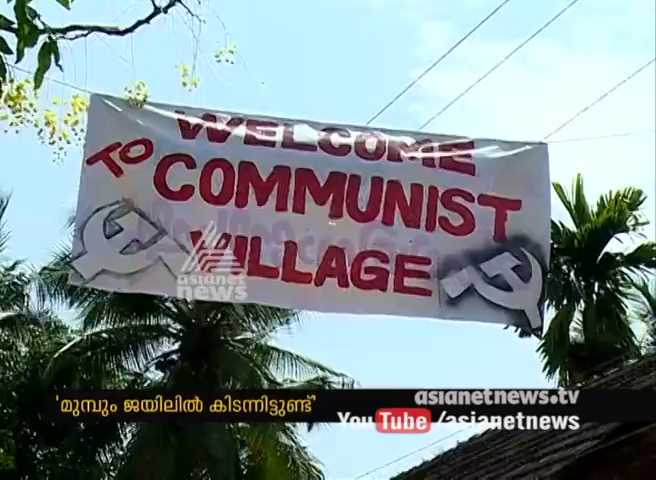 WELCOME
TO COMMUNIST
VILLAGE
asianet
news
'മുമ്പും ജയിലിൽ കിടന്നിട്ടുണ്ട്'
asianetnews.tv
YouTube /asianetnews